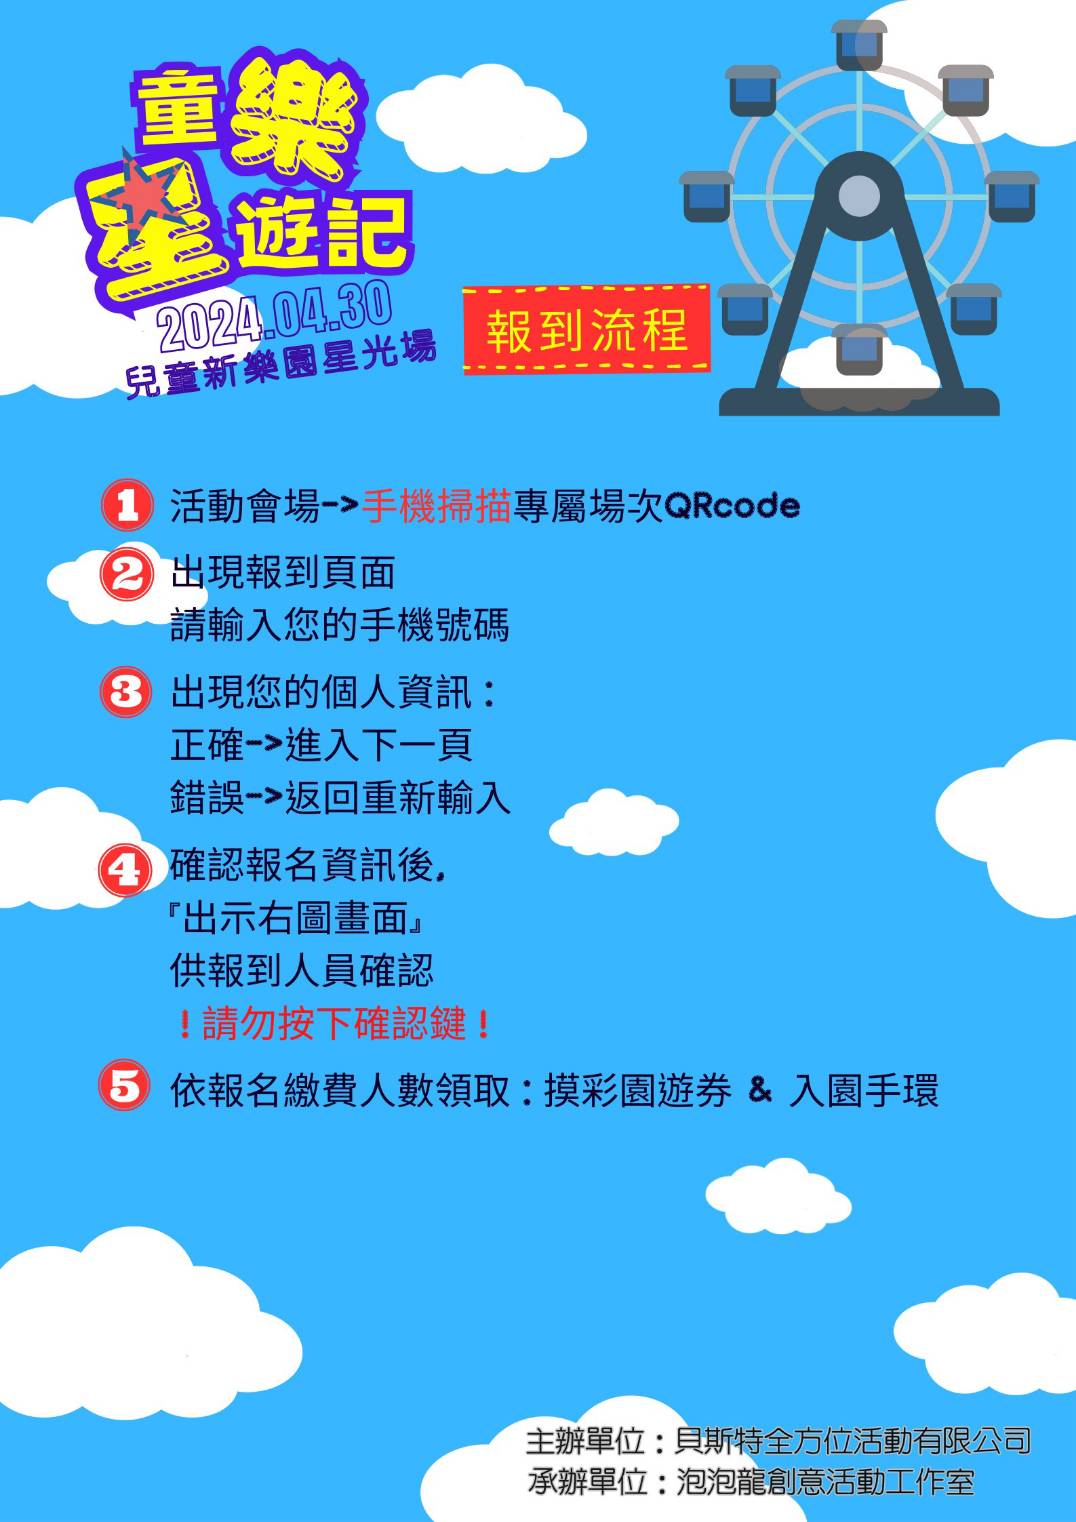 童樂
星遊記
2024.04.30
兒童新樂園星光場
報到流程
1 活動會場->手機掃描專屬場次QRcode
2 出現報到頁面
請輸入您的手機號碼
3 出現您的個人資訊：
正確->進入下一頁
錯誤->返回重新輸入
4 確認報名資訊後,
『出示右圖畫面』
供報到人員確認
！請勿按下確認鍵！
5 依報名繳費人數領取：摸彩園遊券 & 入園手環
主辦單位：貝斯特全方位活動有限公司
承辦單位：泡泡龍創意活動工作室